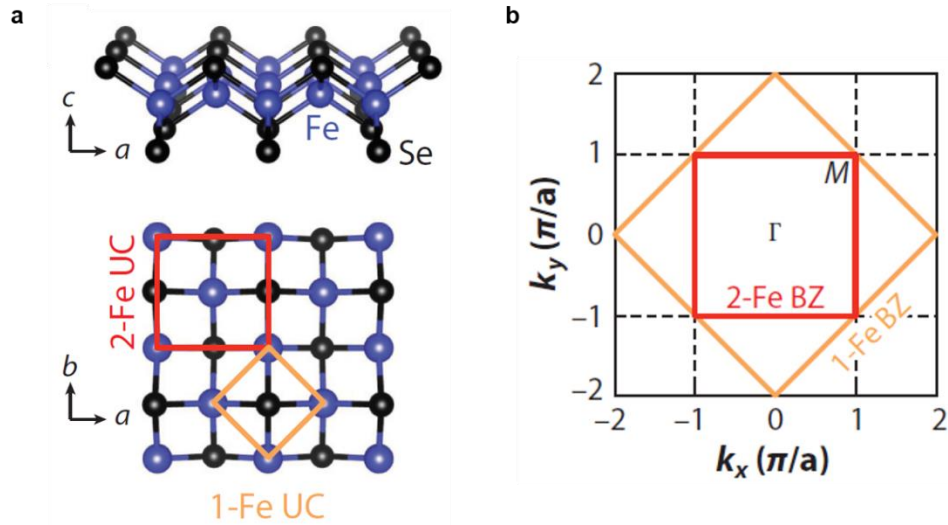 a
c
a
Fe
Se
2-Fe UC
b
a
1-Fe UC
b
2
1
0
−1
−2
k_y (π/a)
M
Γ
2-Fe BZ
1-Fe BZ
−2 −1 0 1 2
k_x (π/a)